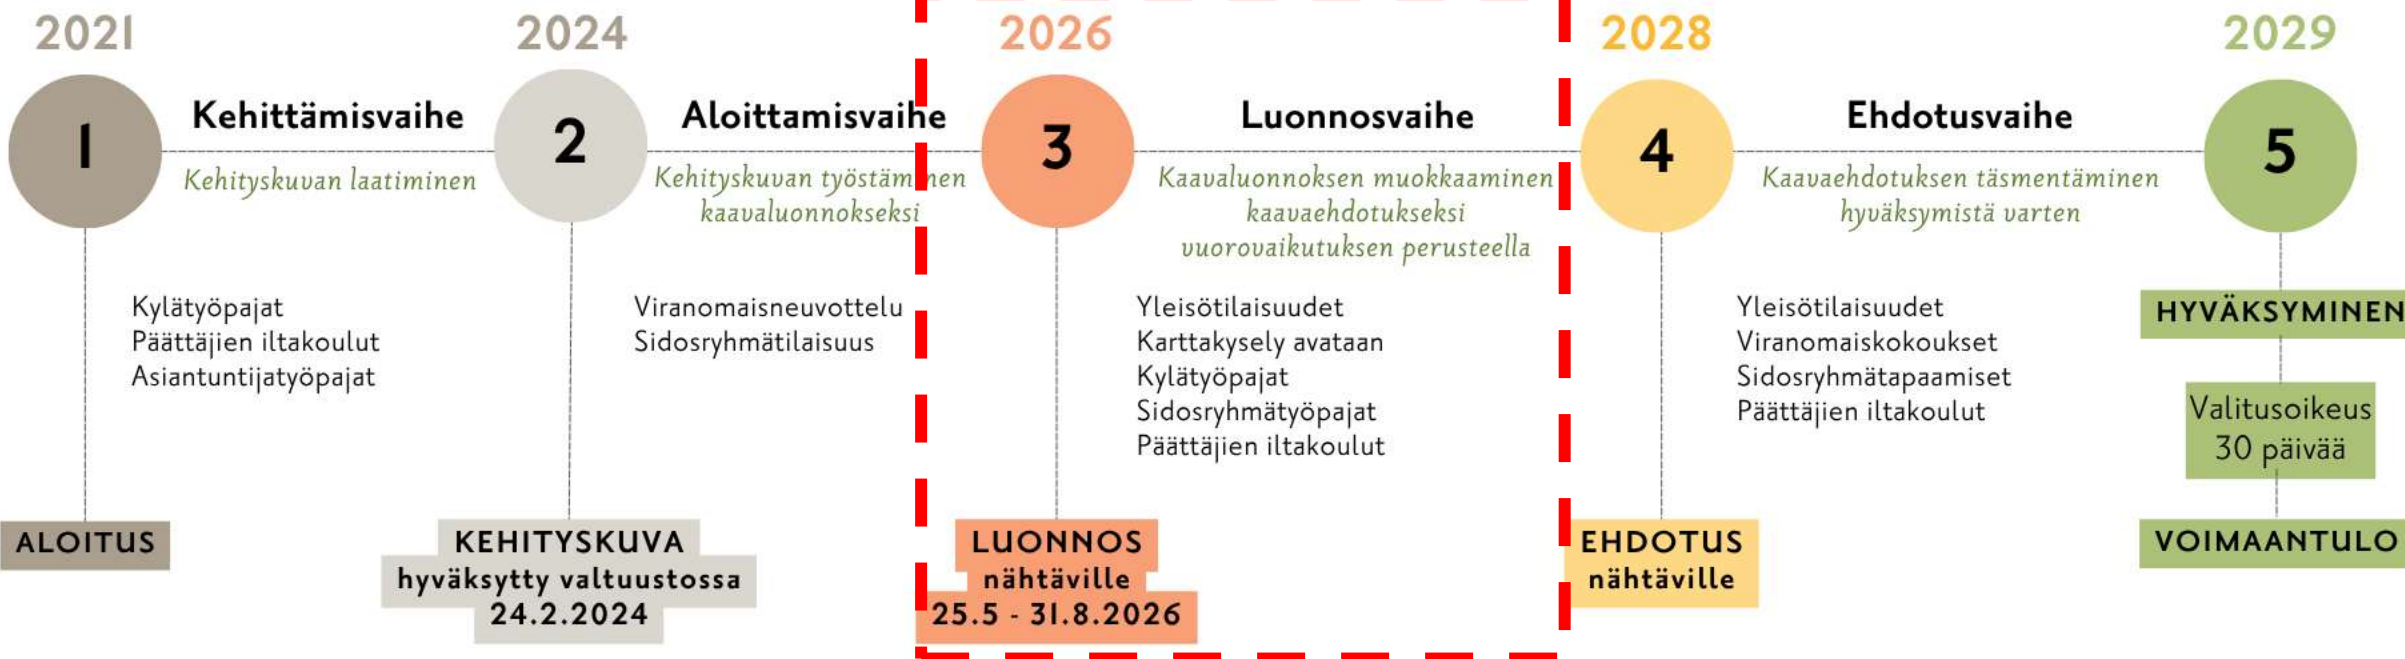 2021
2024
2026
2028
2029
1
Kehittämisvaihe
Kehityskuvan laatiminen
2
Aloittamisvaihe
Kehityskuvan työstäminen
kaavaluonnokseksi
3
Luonnosvaihe
Kaavaluonnoksen muokkaaminen
kaavaehdotukseksi
vuorovaikutuksen perusteella
4
Ehdotusvaihe
Kaavaehdotuksen täsmentäminen
hyväksymistä varten
5
Kylätyöpajat
Päättäjien iltakoulut
Asiantuntijatyöpajat
Viranomaisneuvottelu
Sidosryhmätilaisuus
Yleisötilaisuudet
Karttakysely avataan
Kylätyöpajat
Sidosryhmätyöpajat
Päättäjien iltakoulut
Yleisötilaisuudet
Viranomaiskokoukset
Sidosryhmätapaamiset
Päättäjien iltakoulut
HYVÄKSYMINEN
Valitusoikeus
30 päivää
ALOITUS
KEHITYSKUVA
hyväksytty valtuustossa
24.2.2024
LUONNOS
nähtäville
25.5 - 31.8.2026
EHDOTUS
nähtäville
VOIMAANTULO